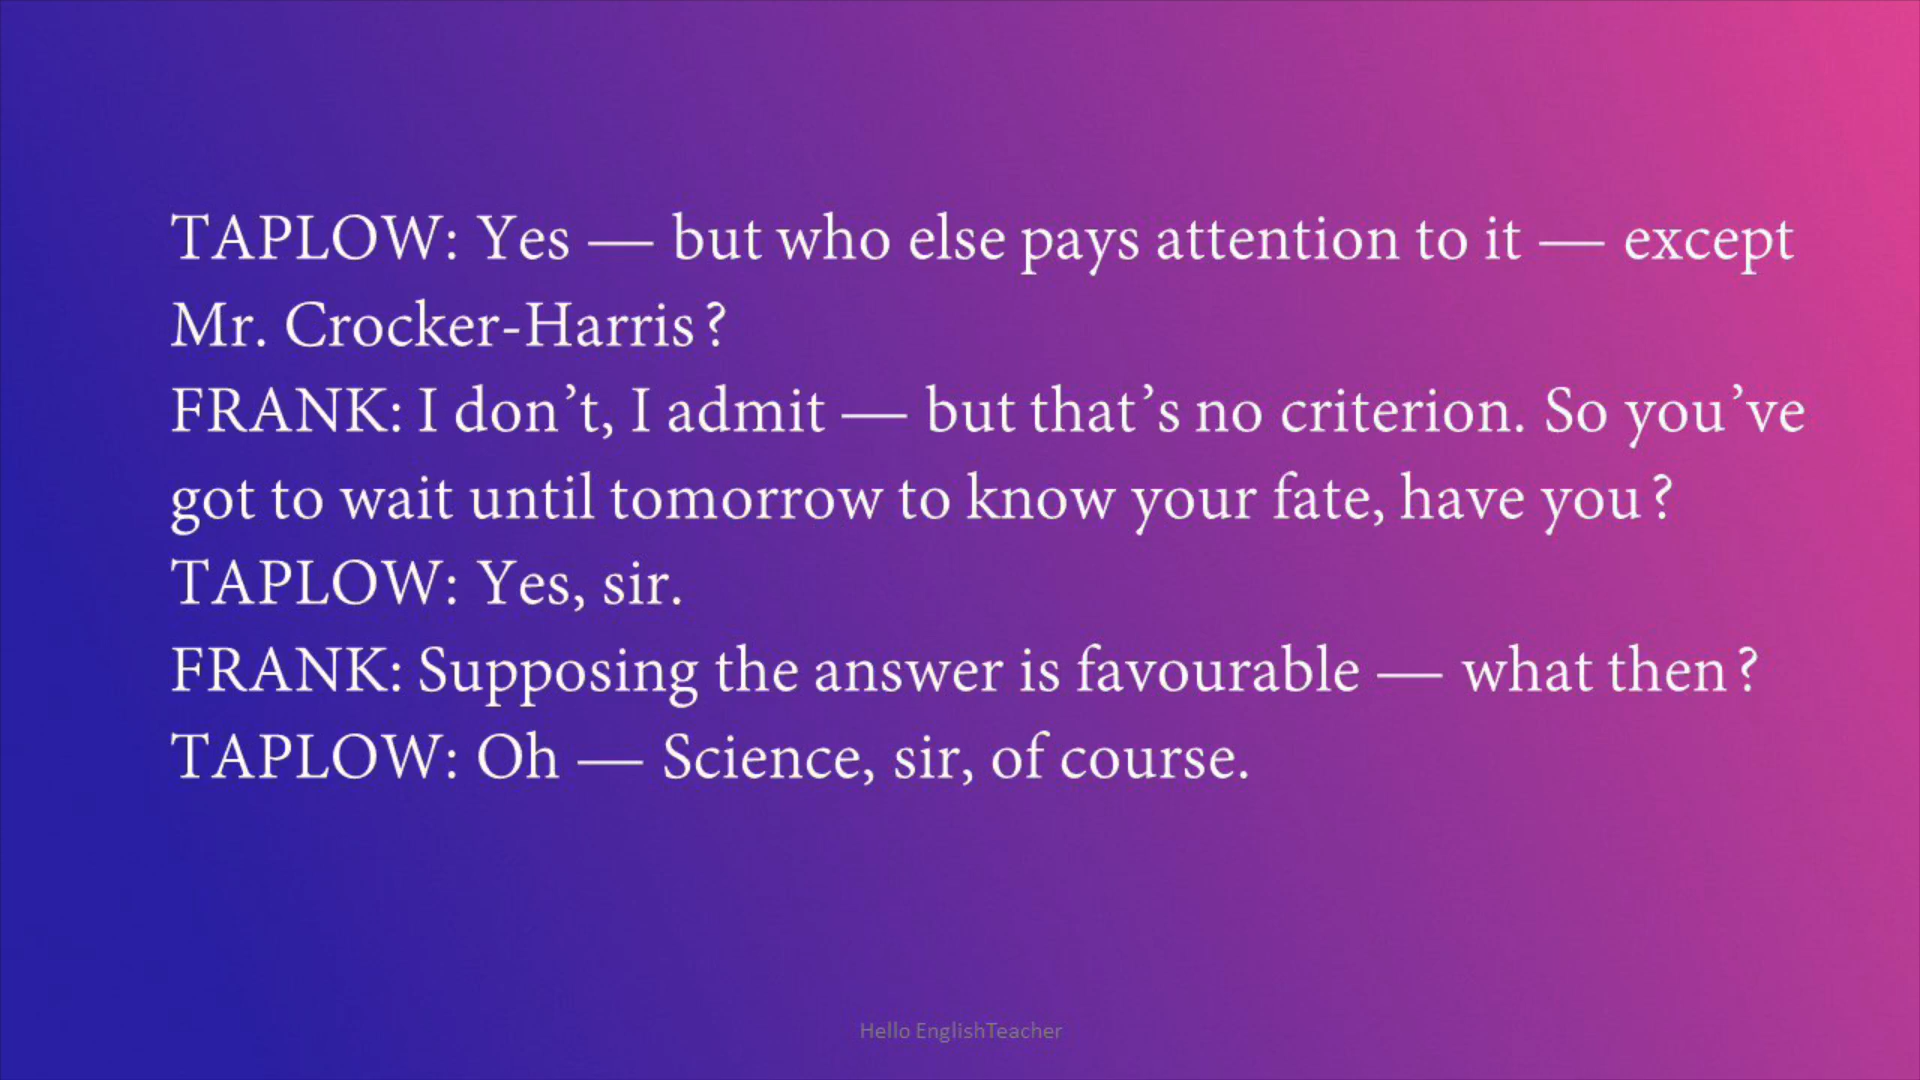 TAPLOW: Yes — but who else pays attention to it — except
Mr. Crocker-Harris?
FRANK: I don’t, I admit — but that’s no criterion. So you’ve
got to wait until tomorrow to know your fate, have you?
TAPLOW: Yes, sir.
FRANK: Supposing the answer is favourable — what then?
TAPLOW: Oh — Science, sir, of course.
Hello EnglishTeacher